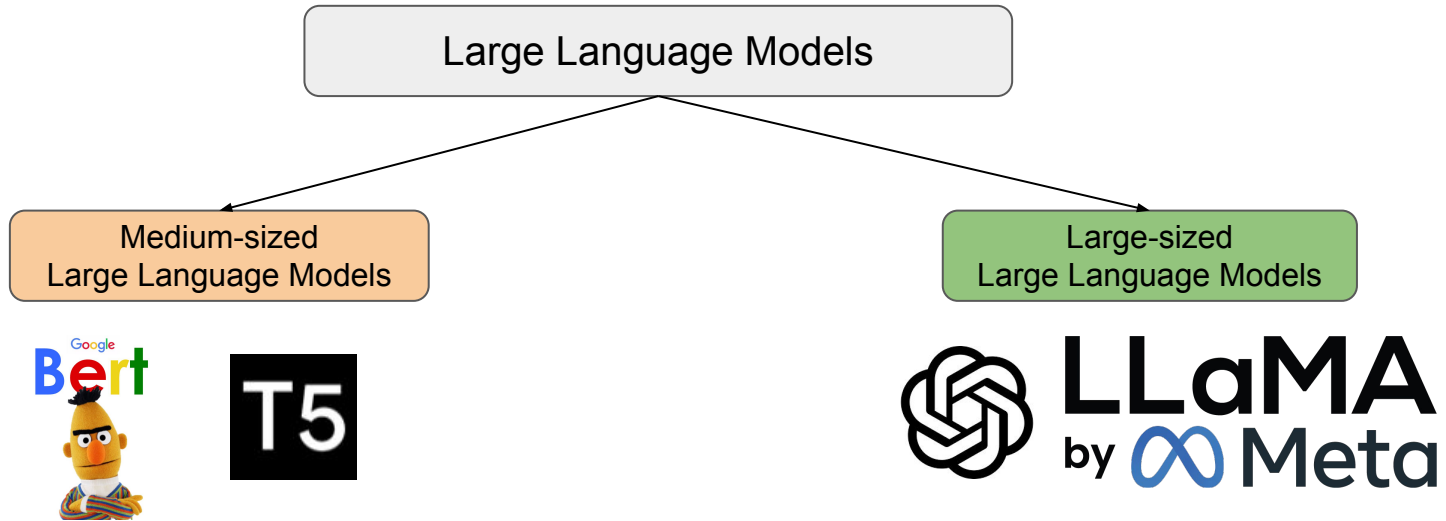 Large Language Models
Medium-sized
Large Language Models
Large-sized
Large Language Models
Google
Bert
T5
LLaMA
by Meta